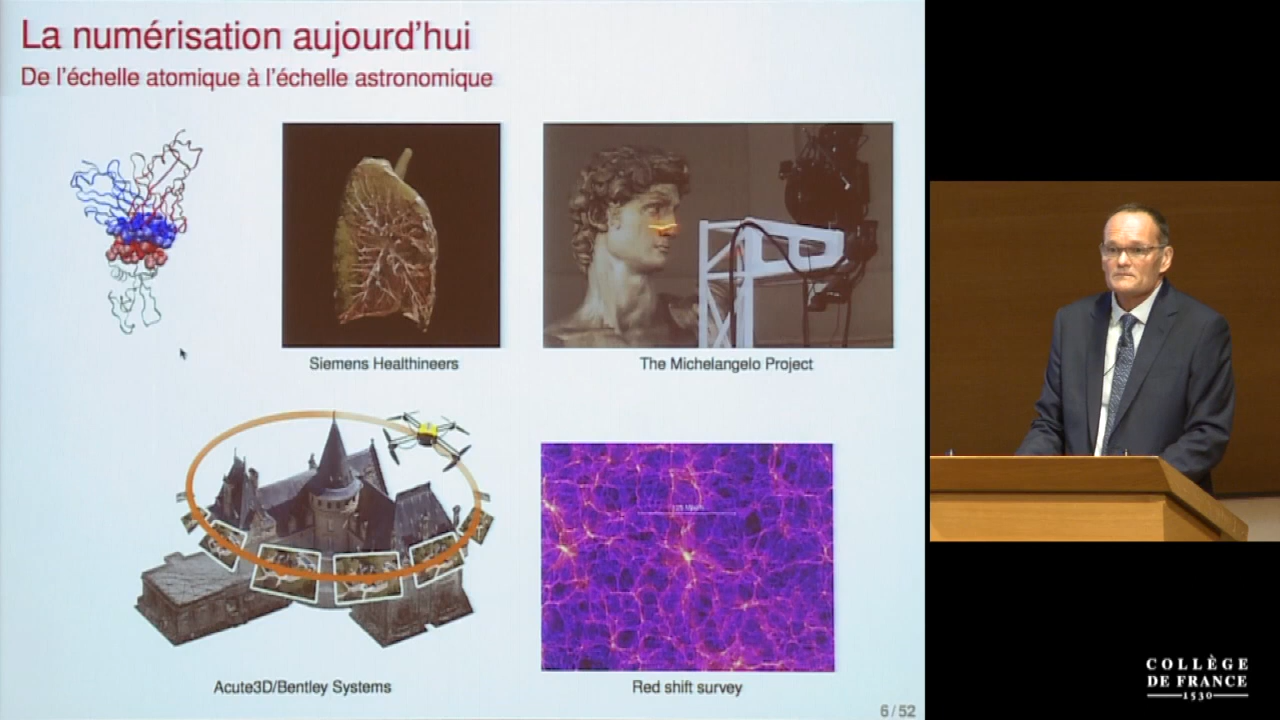 La numérisation aujourd'hui
De l'échelle atomique à l'échelle astronomique
Siemens Healthineers
The Michelangelo Project
Acute3D/Bentley Systems
Red shift survey
6 / 52
COLLÈGE
DE FRANCE
1530